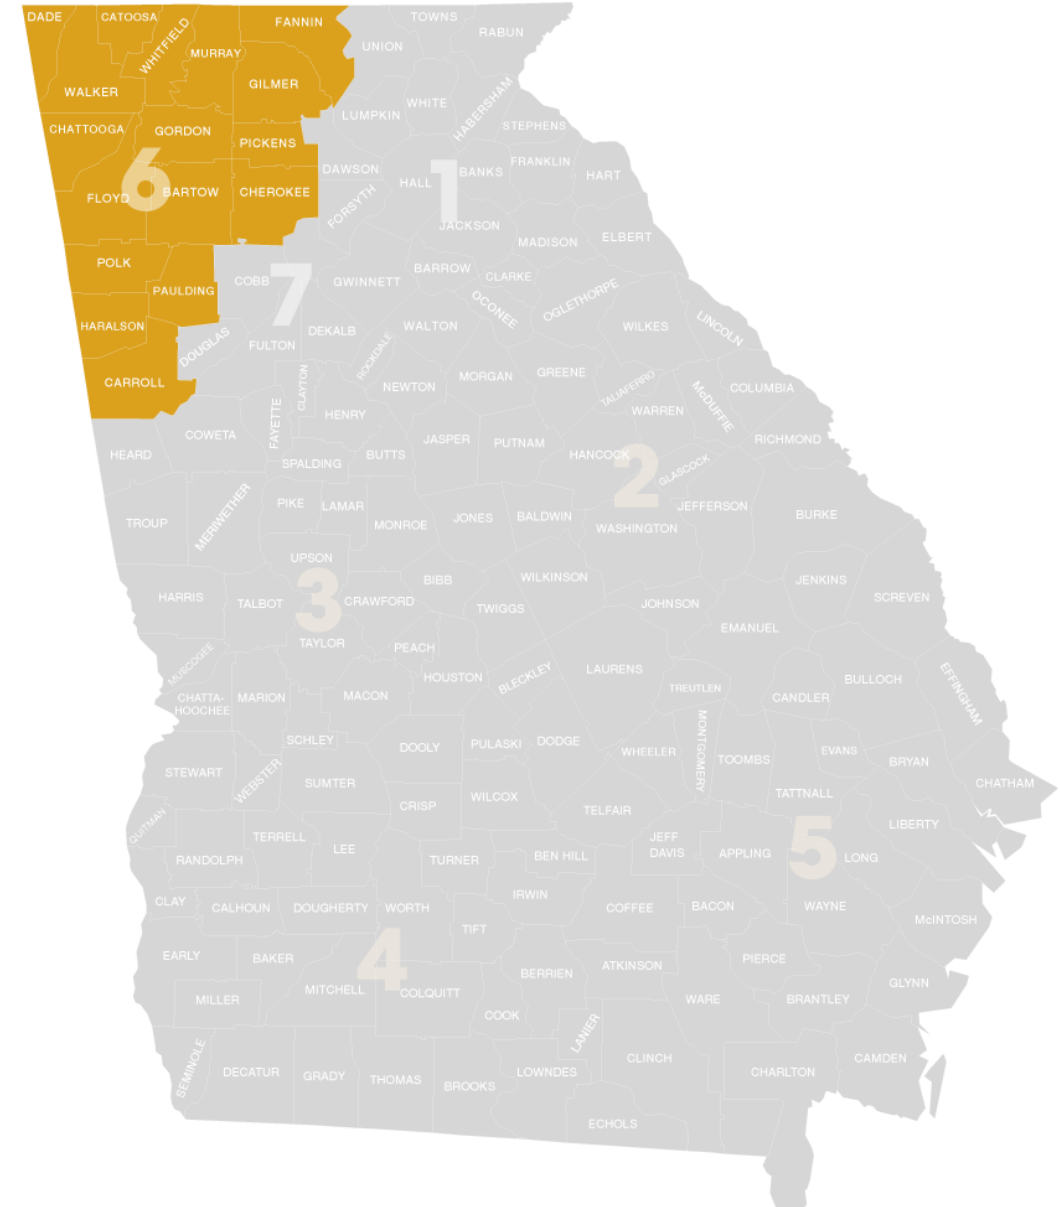 DADE
CATOOSA
WHITFIELD
FANNIN
TOWNS
RABUN
UNION
MURRAY
GILMER
WALKER
WHITE
HABERSHAM
LUMPKIN
STEPHENS
CHATTOOGA
GORDON
PICKENS
DAWSON
FRANKLIN
BANKS
HART
HALL
6
1
FLOYD
BARTOW
CHEROKEE
FORSYTH
JACKSON
MADISON
ELBERT
POLK
COBB
7
GWINNETT
BARROW
CLARKE
PAULDING
OCONEE
OGLETHORPE
HARALSON
DOUGLAS
FULTON
DEKALB
ROCKDALE
WALTON
WILKES
LINCOLN
CARROLL
CLAYTON
NEWTON
MORGAN
GREENE
TALIAFERRO
McDUFFIE
COLUMBIA
FAYETTE
HENRY
WARREN
COWETA
JASPER
PUTNAM
RICHMOND
HEARD
SPALDING
BUTTS
HANCOCK
2
GLASCOCK
TROUP
MERIWETHER
PIKE
LAMAR
MONROE
JONES
BALDWIN
WASHINGTON
JEFFERSON
BURKE
UPSON
3
BIBB
WILKINSON
JENKINS
HARRIS
TALBOT
CRAWFORD
TWIGGS
JOHNSON
SCREVEN
EMANUEL
TAYLOR
PEACH
MUSCOGEE
HOUSTON
BLECKLEY
LAURENS
TREUTLEN
CANDLER
BULLOCH
EFFINGHAM
CHATTA-
HOOCHEE
MARION
MACON
SCHLEY
DOOLY
PULASKI
DODGE
WHEELER
MONTGOMERY
TOOMBS
EVANS
BRYAN
STEWART
WEBSTER
SUMTER
CHATHAM
CRISP
WILCOX
TELFAIR
TATTNALL
QUITMAN
LIBERTY
TERRELL
LEE
RANDOLPH
TURNER
BEN HILL
JEFF
DAVIS
APPLING
5
LONG
CLAY
CALHOUN
DOUGHERTY
WORTH
IRWIN
COFFEE
BACON
WAYNE
McINTOSH
TIFT
4
EARLY
BAKER
MITCHELL
COLQUITT
BERRIEN
ATKINSON
PIERCE
GLYNN
MILLER
COOK
WARE
BRANTLEY
LANIER
SEMINOLE
DECATUR
GRADY
THOMAS
BROOKS
LOWNDES
CLINCH
CHARLTON
CAMDEN
ECHOLS